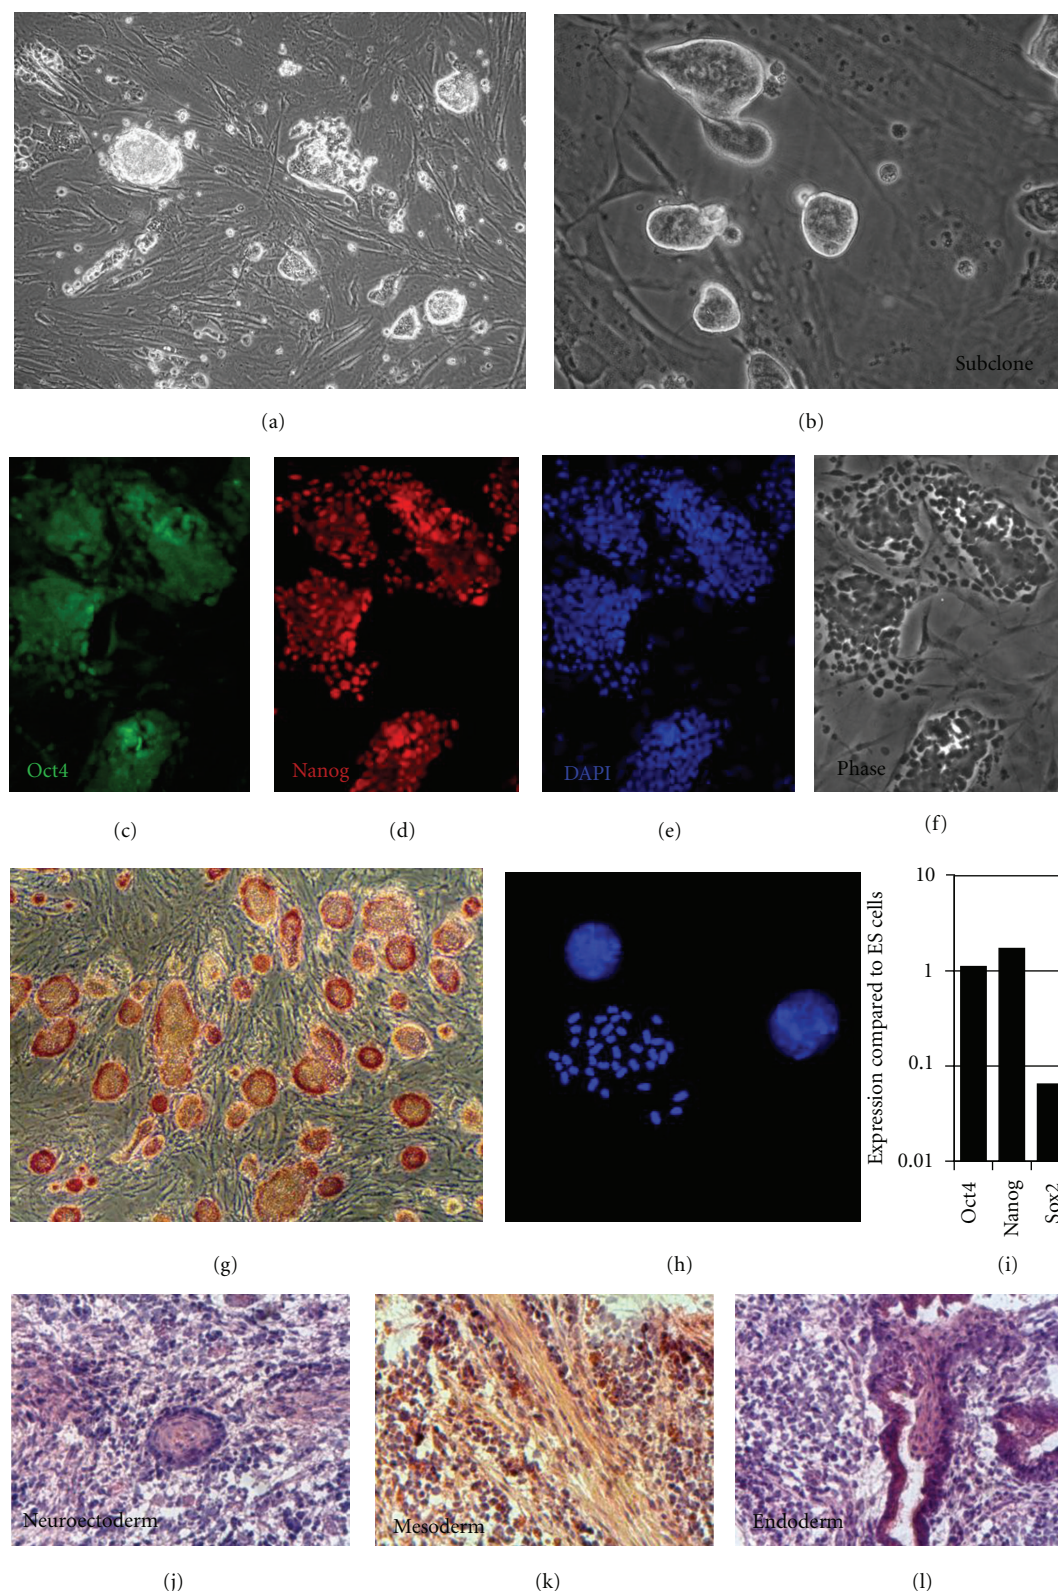 Subclone
(a)
(b)
Oct4
Nanog
DAPI
Phase
(c)
(d)
(e)
(f)
Expression compared to ES cells
10
1
0.1
0.01
Oct4
Nanog
Sox2
(g)
(h)
(i)
Neuroectoderm
Mesoderm
Endoderm
(j)
(k)
(l)